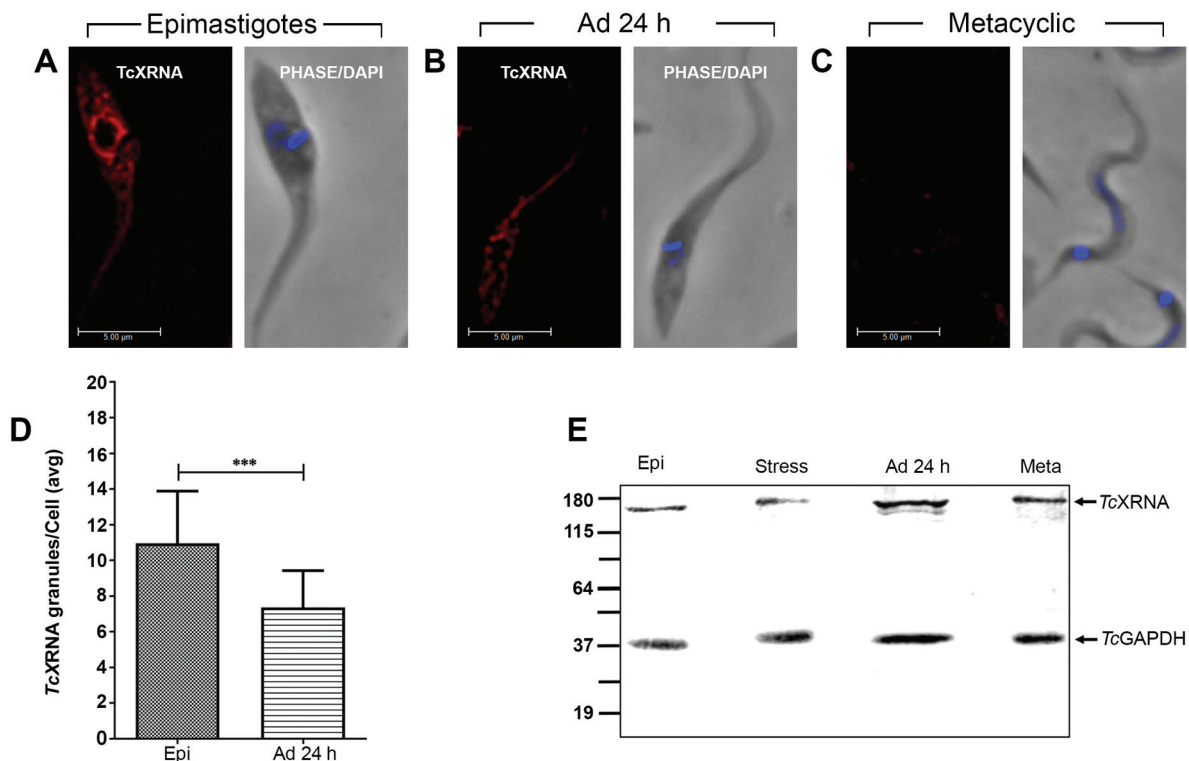 Epimastigotes
Ad 24 h
Metacyclic
A
TcXRNA
PHASE/DAPI
5.00 µm
B
TcXRNA
PHASE/DAPI
5.00 µm
C
5.00 µm
D
TcXRNA granules/Cell (avg)
20
18
16
14
12
10
8
6
4
2
0
***
Epi
Ad 24 h
E
Epi
Stress
Ad 24 h
Meta
180
115
64
37
19
TcXRNA
TcGAPDH